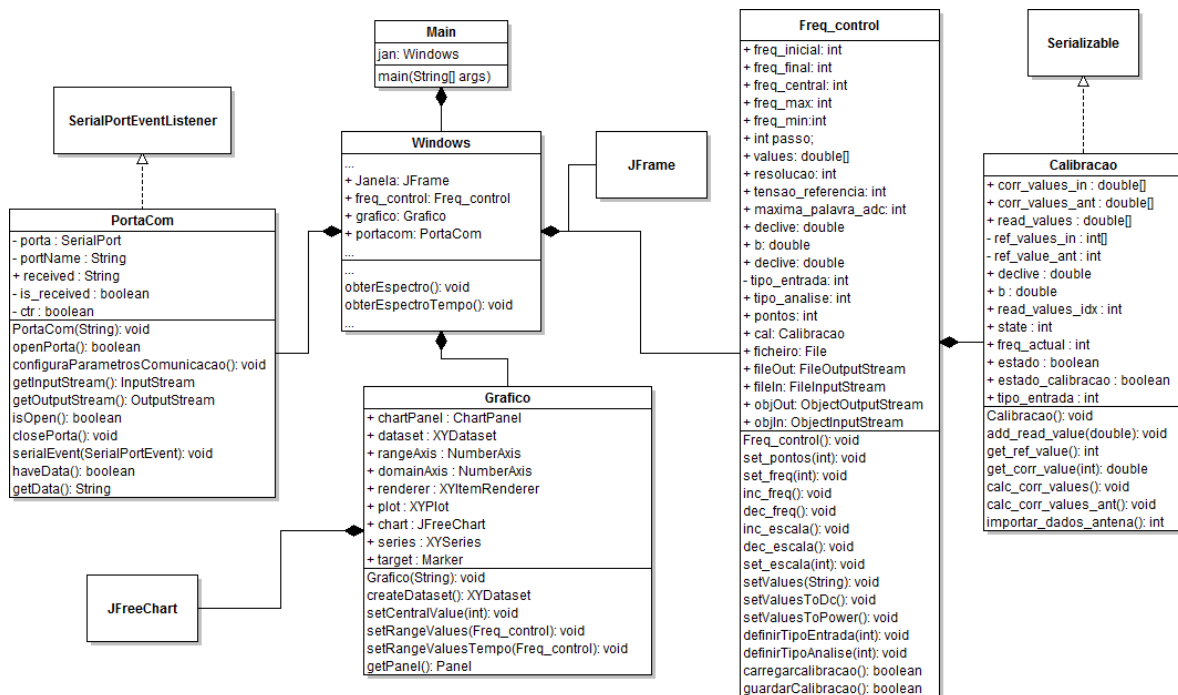 Main
jan: Windows
main(String[] args)
SerialPortEventListener
PortaCom
- porta : SerialPort
- portName : String
+ received : String
- is_received : boolean
- ctr : boolean
PortaCom(String): void
openPorta(): boolean
configuraParametrosComunicacao(): void
getInputStream(): InputStream
getOutputStream(): OutputStream
isOpen(): boolean
closePorta(): void
serialEvent(SerialPortEvent): void
haveData(): boolean
getData(): String
Windows
...
+ Janela: JFrame
+ freq_control: Freq_control
+ grafico: Grafico
+ portacom: PortaCom
...
...
obterEspectro(): void
obterEspectroTempo(): void
...
JFrame
Grafico
+ chartPanel : ChartPanel
+ dataset : XYDataset
+ rangeAxis : NumberAxis
+ domainAxis : NumberAxis
+ renderer : XYItemRenderer
+ plot : XYPlot
+ chart : JFreeChart
+ series : XYSeries
+ target : Marker
Grafico(String): void
createDataset(): XYDataset
setCentralValue(int): void
setRangeValues(Freq_control): void
setRangeValuesTempo(Freq_control): void
getPanel(): Panel
JFreeChart
Freq_control
+ freq_inicial: int
+ freq_final: int
+ freq_central: int
+ freq_max: int
+ freq_min:int
+ int passo;
+ values: double[]
+ resolucao: int
+ tensao_referencia: int
+ maxima_palavra_adc: int
+ declive: double
+ b: double
+ declive: double
- tipo_entrada: int
+ tipo_analise: int
+ pontos: int
+ cal: Calibracao
+ ficheiro: File
+ fileOut: FileOutputStream
+ fileIn: FileInputStream
+ objOut: ObjectOutputStream
+ objIn: ObjectInputStream
Freq_control(): void
set_pontos(int): void
set_freq(int): void
inc_freq(): void
dec_freq(): void
inc_escala(): void
dec_escala(): void
set_escala(int): void
setValues(String): void
setValuesToDc(): void
setValuesToPower(): void
definirTipoEntrada(int): void
definirTipoAnalise(int): void
carregarcalibracao(): boolean
guardarCalibracao(): boolean
Serializable
Calibracao
+ corr_values_in : double[]
+ corr_values_ant : double[]
+ read_values : double[]
- ref_values_in : int[]
- ref_value_ant : int
+ declive : double
+ b : double
+ read_values_idx : int
+ state : int
+ freq_actual : int
+ estado : boolean
+ estado_calibracao : boolean
+ tipo_entrada : int
Calibracao(): void
add_read_value(double): void
get_ref_value(): int
get_corr_value(int): double
calc_corr_values(): void
calc_corr_values_ant(): void
importar_dados_antena(): int